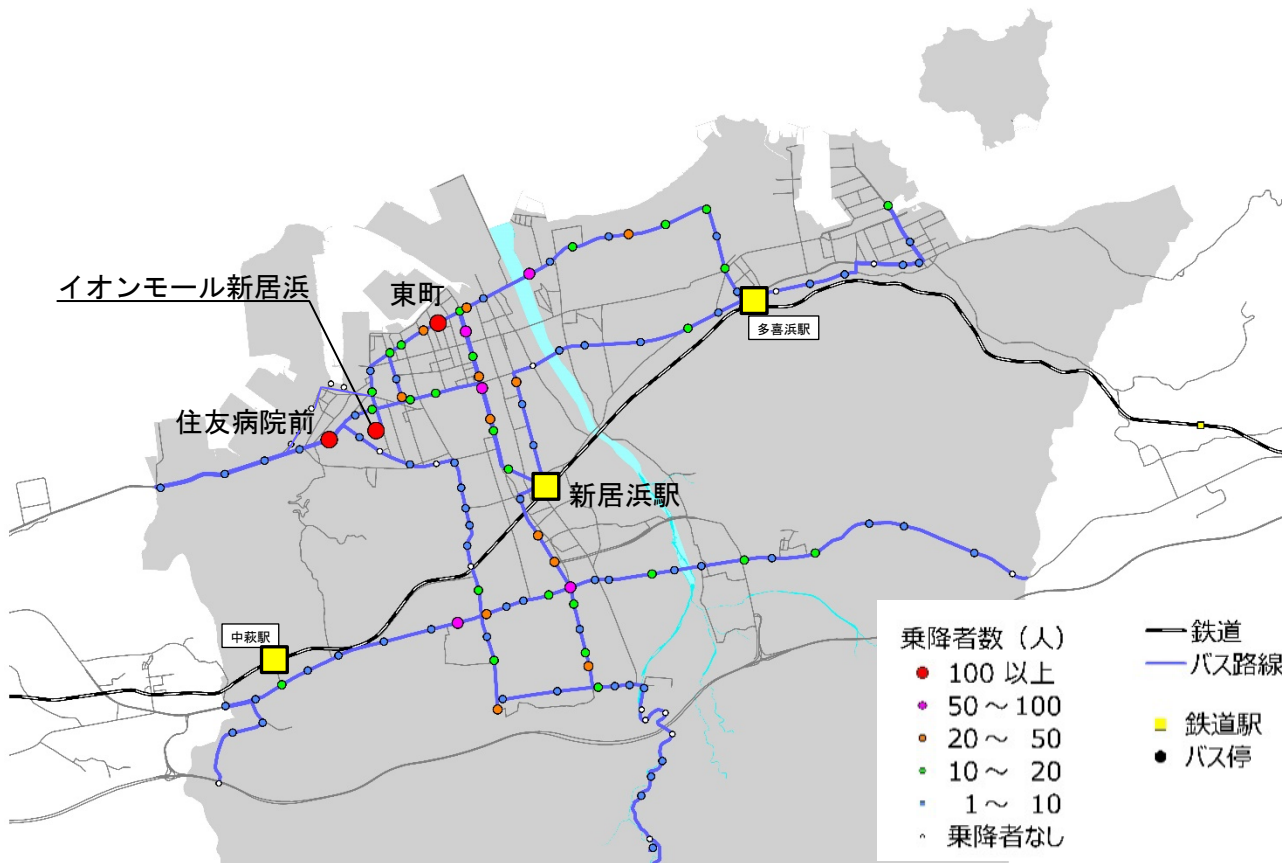 イオンモール新居浜
東町
多喜浜駅
住友病院前
新居浜駅
中萩駅
乗降者数（人）
100 以上
50～100
20～ 50
10～ 20
1～ 10
乗降者なし
鉄道
バス路線
鉄道駅
バス停